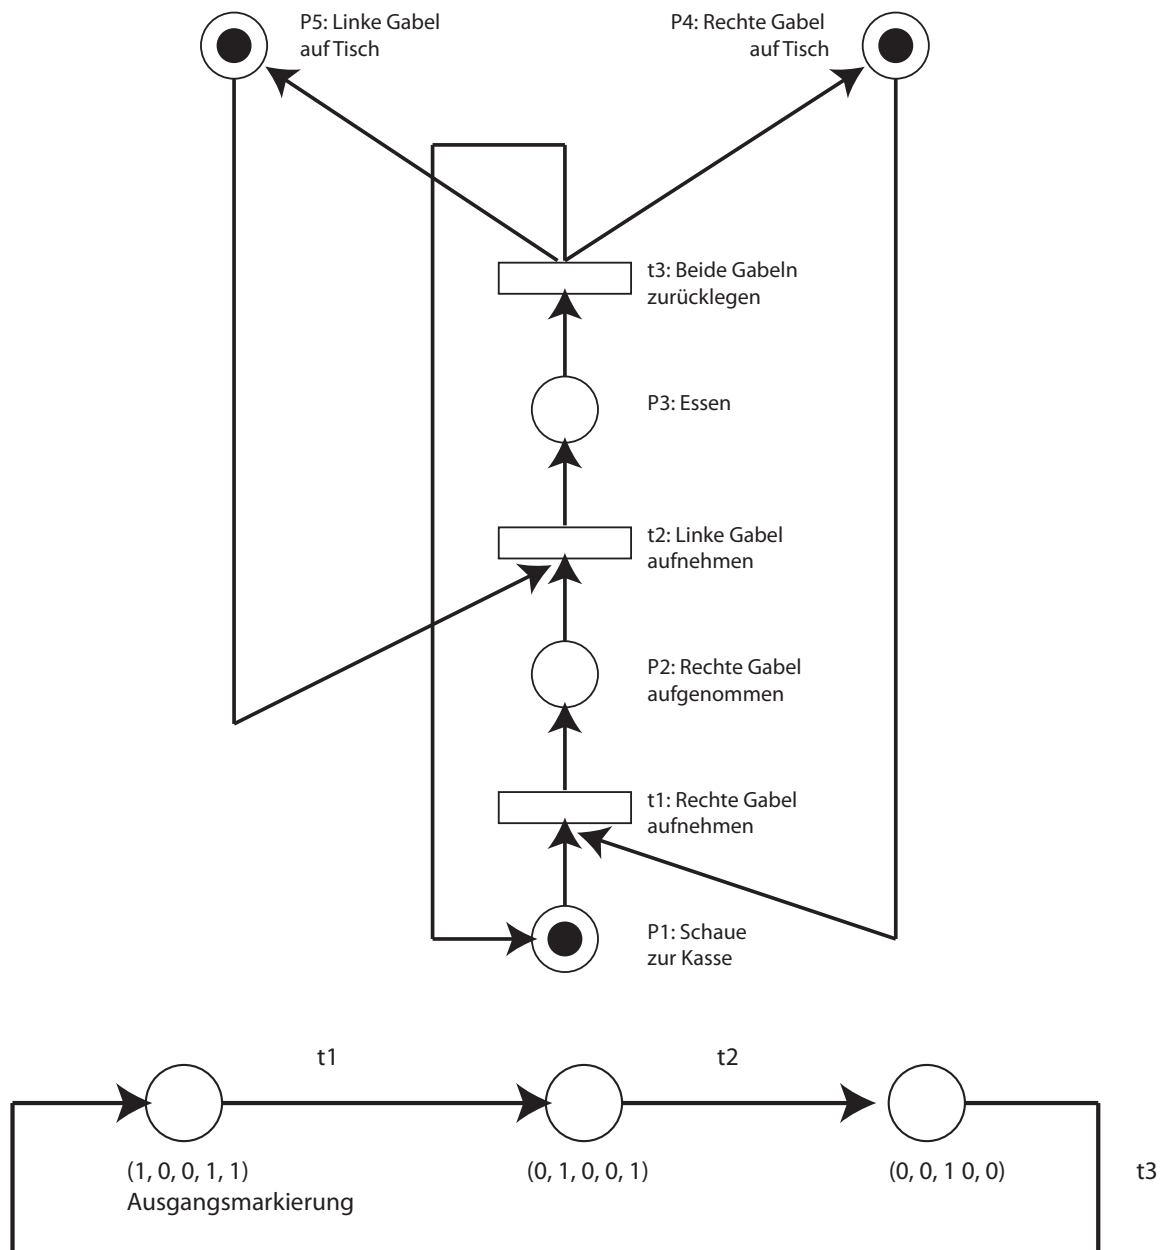 P5: Linke Gabel
auf Tisch
P4: Rechte Gabel
auf Tisch
t3: Beide Gabeln
zurücklegen
P3: Essen
t2: Linke Gabel
aufnehmen
P2: Rechte Gabel
aufgenommen
t1: Rechte Gabel
aufnehmen
P1: Schaue
zur Kasse
t1
t2
(1, 0, 0, 1, 1)
Ausgangsmarkierung
(0, 1, 0, 0, 1)
(0, 0, 1 0, 0)
t3